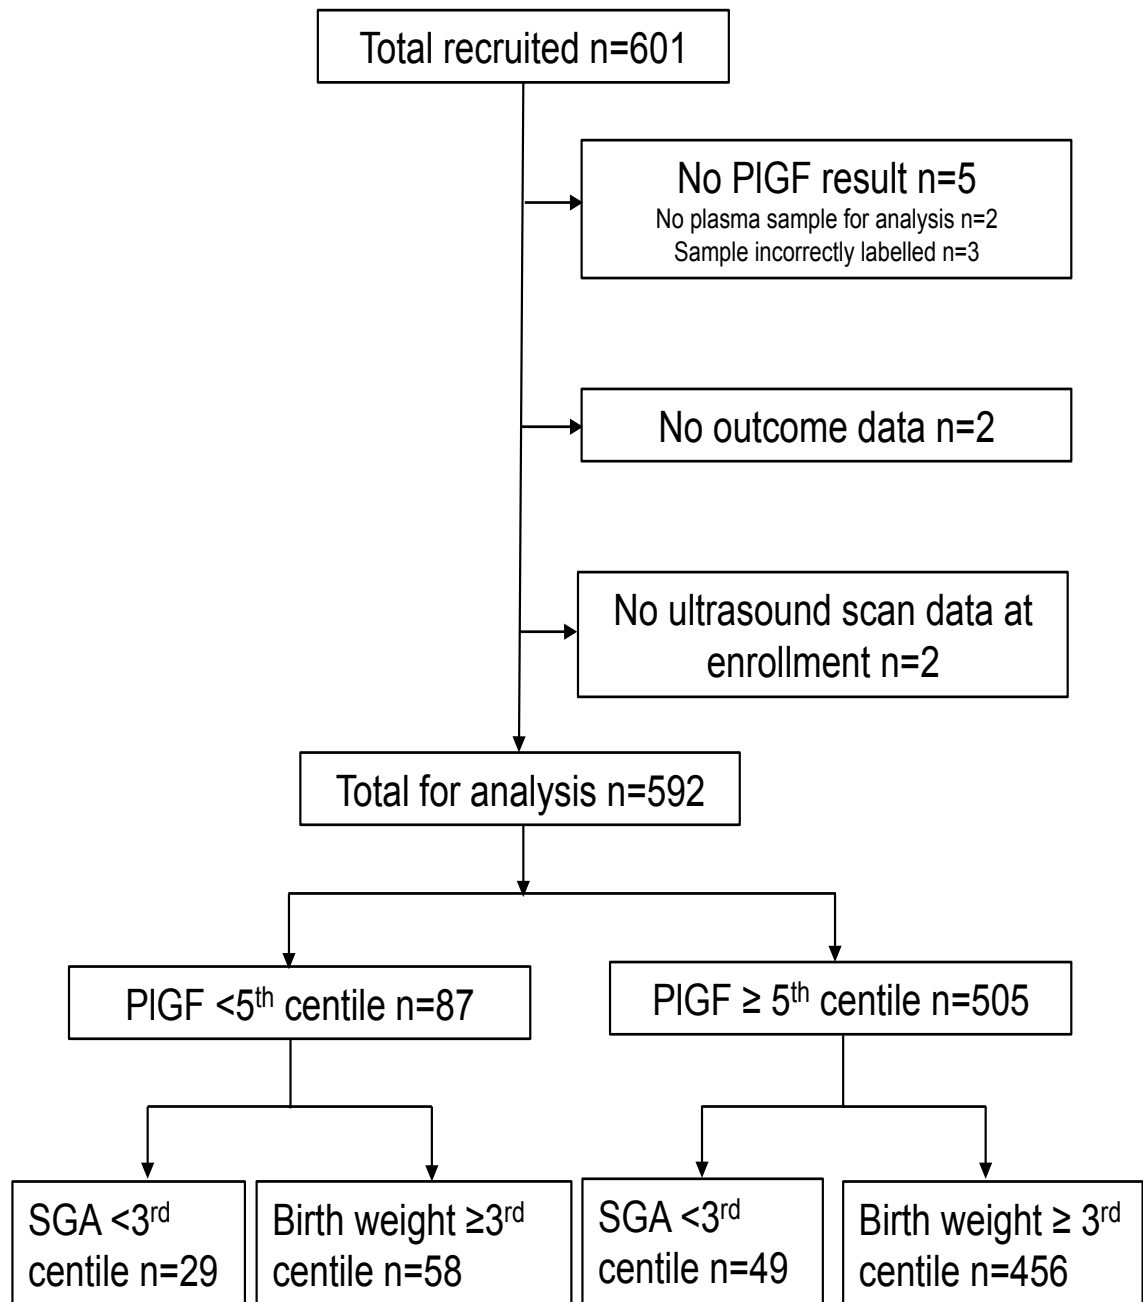 Total recruited n=601
No PlGF result n=5
No plasma sample for analysis n=2
Sample incorrectly labelled n=3
No outcome data n=2
No ultrasound scan data at
enrollment n=2
Total for analysis n=592
PlGF <5th centile n=87
PlGF ≥ 5th centile n=505
SGA <3rd
centile n=29
Birth weight ≥3rd
centile n=58
SGA <3rd
centile n=49
Birth weight ≥ 3rd
centile n=456